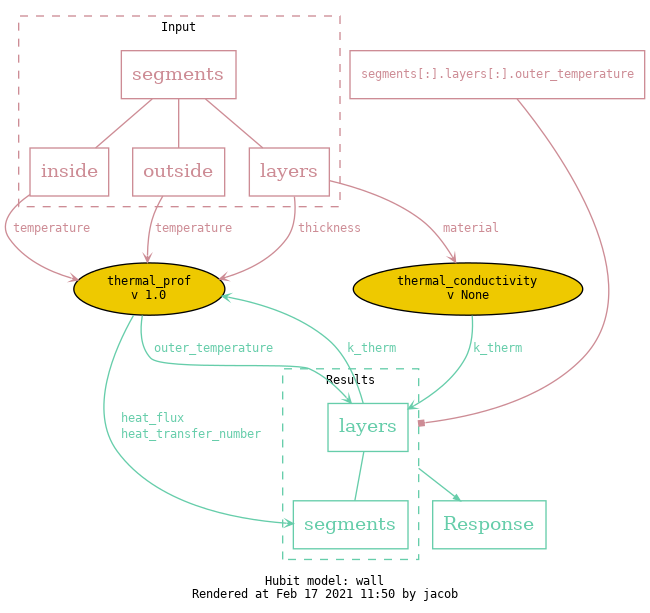 Input
segments
segments[:].layers[:].outer_temperature
inside
outside
layers
temperature
temperature
thickness
material
thermal_prof
v 1.0
thermal_conductivity
v None
outer_temperature
k_therm
k_therm
Results
heat_flux
heat_transfer_number
layers
segments
Response
Hubit model: wall
Rendered at Feb 17 2021 11:50 by jacob